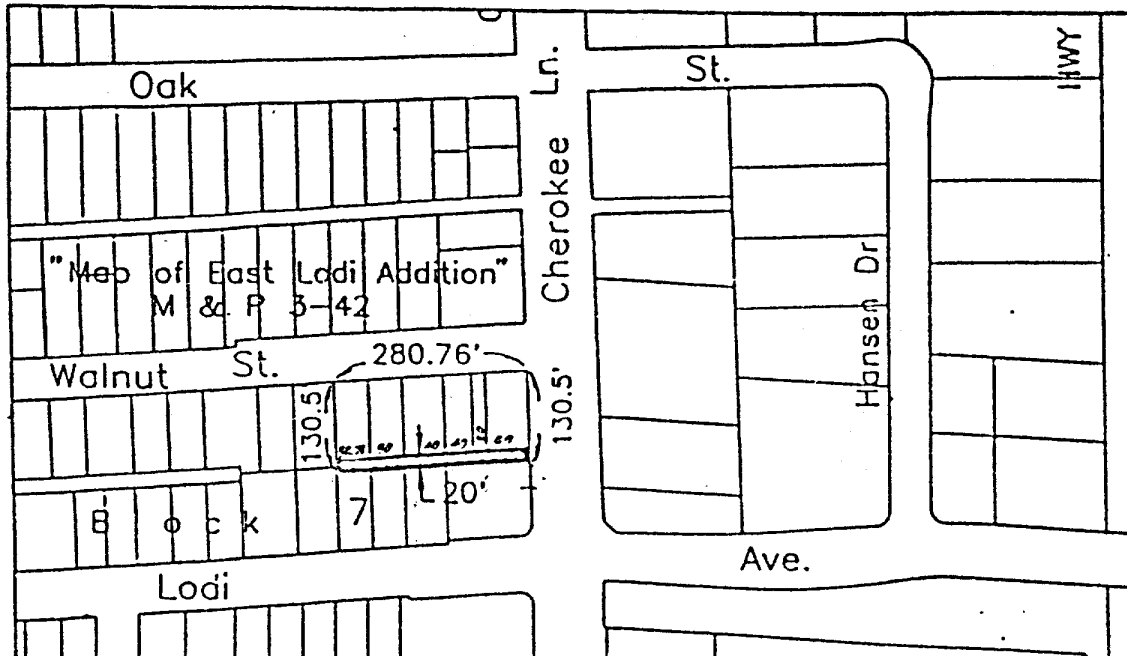 Oak
Ln.
St.
HWY
Cherokee
"Map of East Lodi Addition"
M & P 3-42
Hansen Dr
Walnut St.
280.76'
130.5'
130.5'
20'
Block 7
Lodi
Ave.